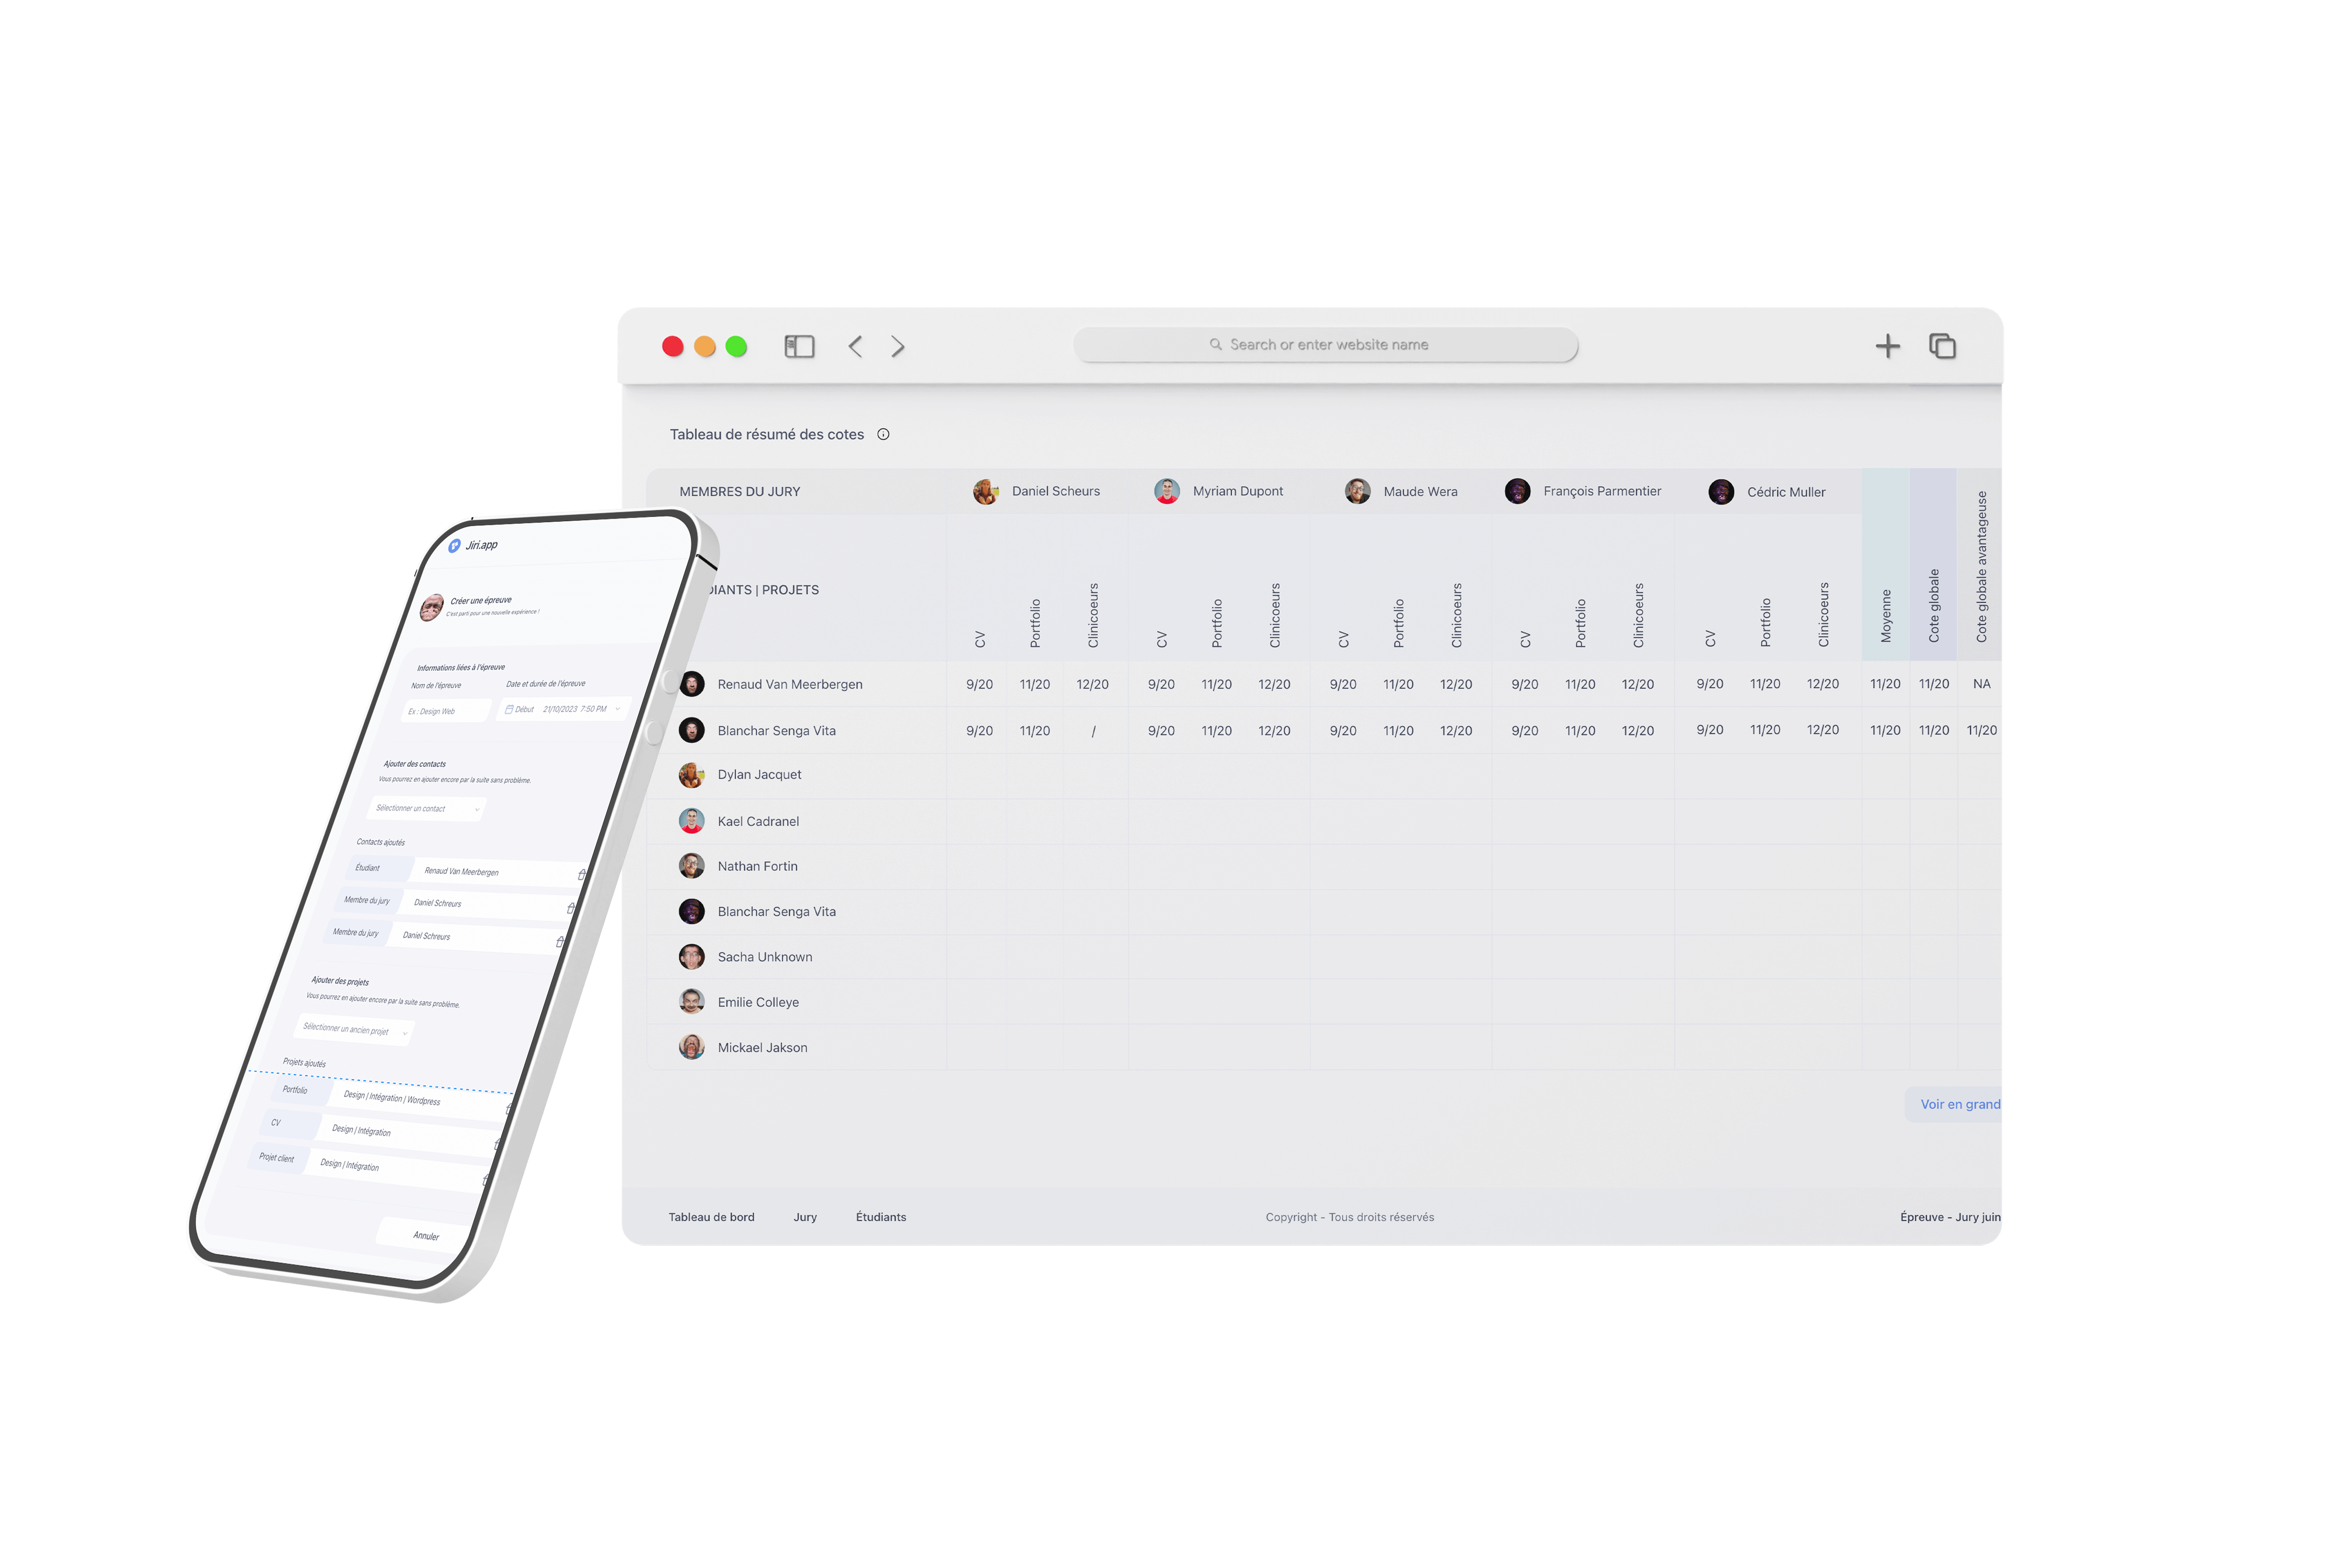 Search or enter website name
Tableau de résumé des cotes
MEMBRES DU JURY Daniel Scheurs Myriam Dupont Maude Wera François Parmentier Cédric Muller
DIANTS | PROJETS CV Portfolio Clinicoeurs CV Portfolio Clinicoeurs CV Portfolio Clinicoeurs CV Portfolio Clinicoeurs CV Portfolio Clinicoeurs Moyenne Cote globale Cote globale avantageuse
Renaud Van Meerbergen 9/20 11/20 12/20 9/20 11/20 12/20 9/20 11/20 12/20 9/20 11/20 12/20 9/20 11/20 12/20 11/20 11/20 NA
Blanchar Senga Vita 9/20 11/20 / 9/20 11/20 12/20 9/20 11/20 12/20 9/20 11/20 12/20 9/20 11/20 12/20 11/20 11/20 11/20
Dylan Jacquet
Kael Cadranel
Nathan Fortin
Blanchar Senga Vita
Sacha Unknown
Emilie Colleye
Mickael Jakson
Voir en grand
Tableau de bord Jury Étudiants Copyright - Tous droits réservés Épreuve - Jury juin
Jiri.app
Créer une épreuve
C'est parti pour une nouvelle expérience !
Informations liées à l'épreuve
Nom de l'épreuve Date et durée de l'épreuve
Ex : Design Web Début 21/10/2023 7:50 PM
Ajouter des contacts
Vous pourrez en ajouter encore par la suite sans problème.
Sélectionner un contact
Contacts ajoutés
Étudiant Renaud Van Meerbergen
Membre du jury Daniel Schreurs
Membre du jury Daniel Schreurs
Ajouter des projets
Vous pourrez en ajouter encore par la suite sans problème.
Sélectionner un ancien projet
Projets ajoutés
Portfolio Design | Intégration | Wordpress
CV Design | Intégration
Projet client Design | Intégration
Annuler